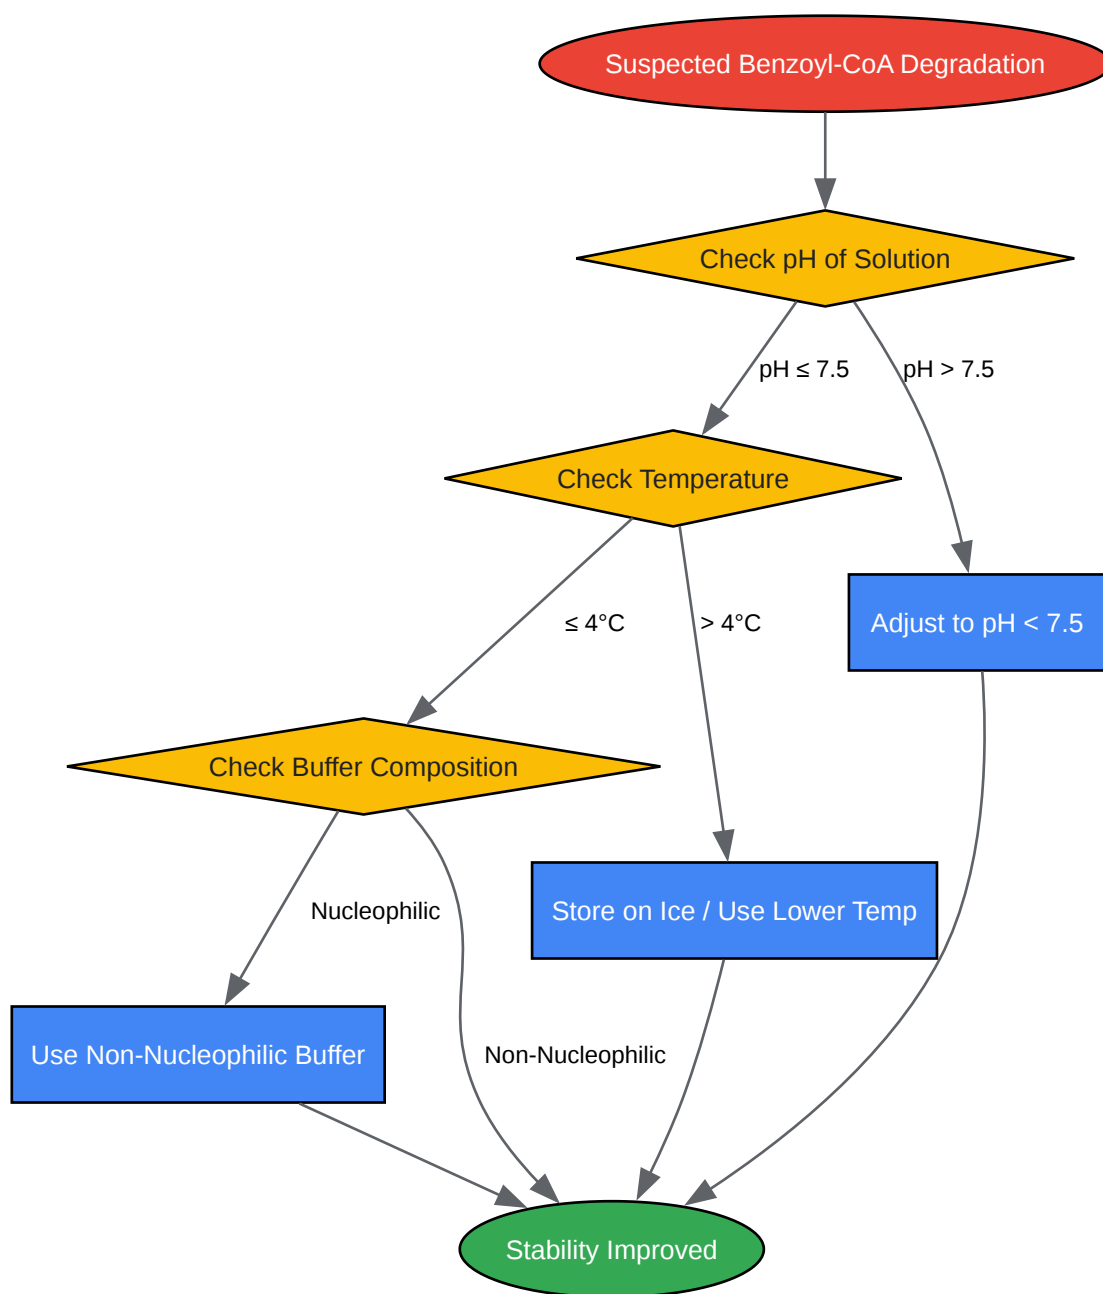 Suspected Benzoyl-CoA Degradation
Check pH of Solution
pH ≤ 7.5
pH > 7.5
Check Temperature
≤ 4°C
> 4°C
Adjust to pH < 7.5
Check Buffer Composition
Nucleophilic
Store on Ice / Use Lower Temp
Use Non-Nucleophilic Buffer
Non-Nucleophilic
Stability Improved